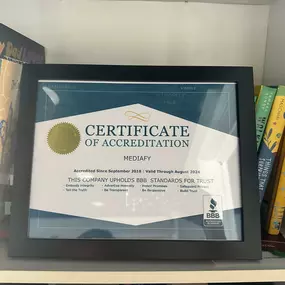 CERTIFICATE
OF ACCREDITATION
MEDIAFY
Accredited Since September 2018 | Valid Through August
THIS COMPANY UPHOLDS BBB STANDARDS FOR TRUST
• Embody Integrity • Advertise Honestly • Honor Promises • Safeguard Privacy
• Tell the Truth • Be Transparent • Be Responsive • Build Trust
BBB